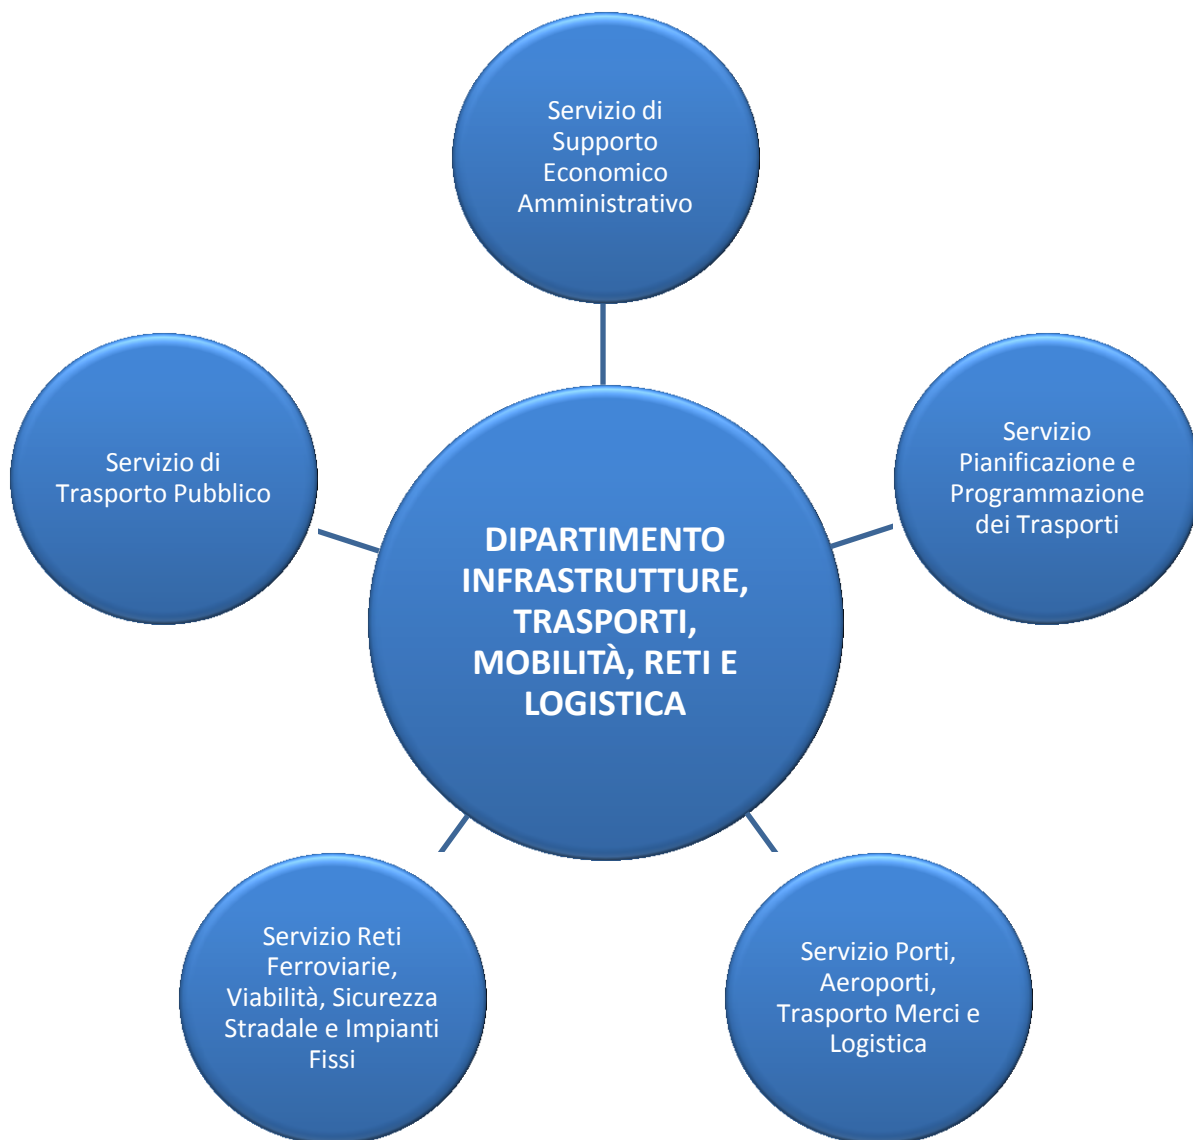 Servizio di
Supporto
Economico
Amministrativo
Servizio di
Trasporto Pubblico
Servizio
Pianificazione e
Programmazione
dei Trasporti
DIPARTIMENTO
INFRASTRUTTURE,
TRASPORTI,
MOBILITÀ, RETI E
LOGISTICA
Servizio Reti
Ferroviarie,
Viabilità, Sicurezza
Stradale e Impianti
Fissi
Servizio Porti,
Aeroporti,
Trasporto Merci e
Logistica